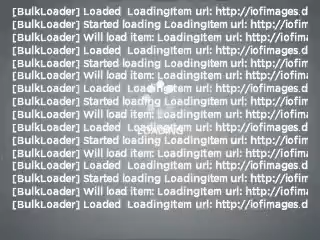 [BulkLoader] Loaded LoadingItem url: http://iofimages.d
[BulkLoader] Started loading LoadingItem url: http://iofim
[BulkLoader] Will load item: LoadingItem url: http://iofima
[BulkLoader] Loaded LoadingItem url: http://iofimages.d
[BulkLoader] Started loading LoadingItem url: http://iofim
[BulkLoader] Will load item: LoadingItem url: http://iofima
[BulkLoader] Loaded LoadingItem url: http://iofimages.d
[BulkLoader] Started loading LoadingItem url: http://iofim
[BulkLoader] Will load item: LoadingItem url: http://iofima
[BulkLoader] Loaded LoadingItem url: http://iofimages.d
LOADING
[BulkLoader] Started loading LoadingItem url: http://iofim
[BulkLoader] Will load item: LoadingItem url: http://iofima
[BulkLoader] Loaded LoadingItem url: http://iofimages.d
[BulkLoader] Started loading LoadingItem url: http://iofim
[BulkLoader] Will load item: LoadingItem url: http://iofima
[BulkLoader] Loaded LoadingItem url: http://iofimages.d